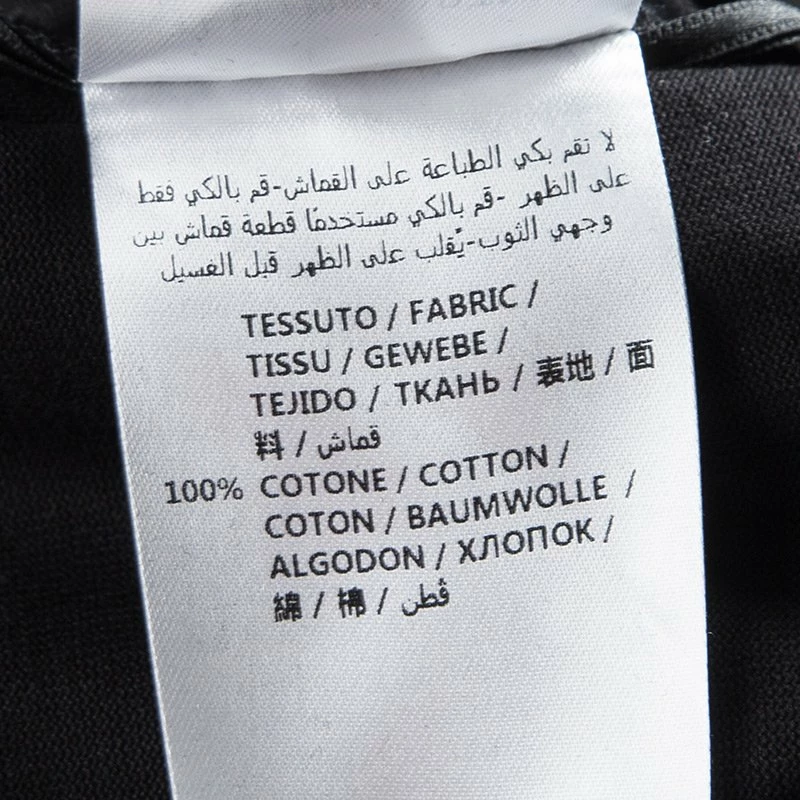 لا تقم بكي الطباعة على القماش-قم بالكي فقط
على الظهر -قم بالكي مستخدمًا قطعة قماش بين
وجهي الثوب-يُقلب على الظهر قبل الغسيل
TESSUTO / FABRIC /
TISSU / GEWEBE /
TEJIDO / ТКАНЬ / 表地 / 面
料 / قماش
100% COTONE / COTTON /
COTON / BAUMWOLLE /
ALGODON / ХЛОПОК /
綿 / 棉 / قطن